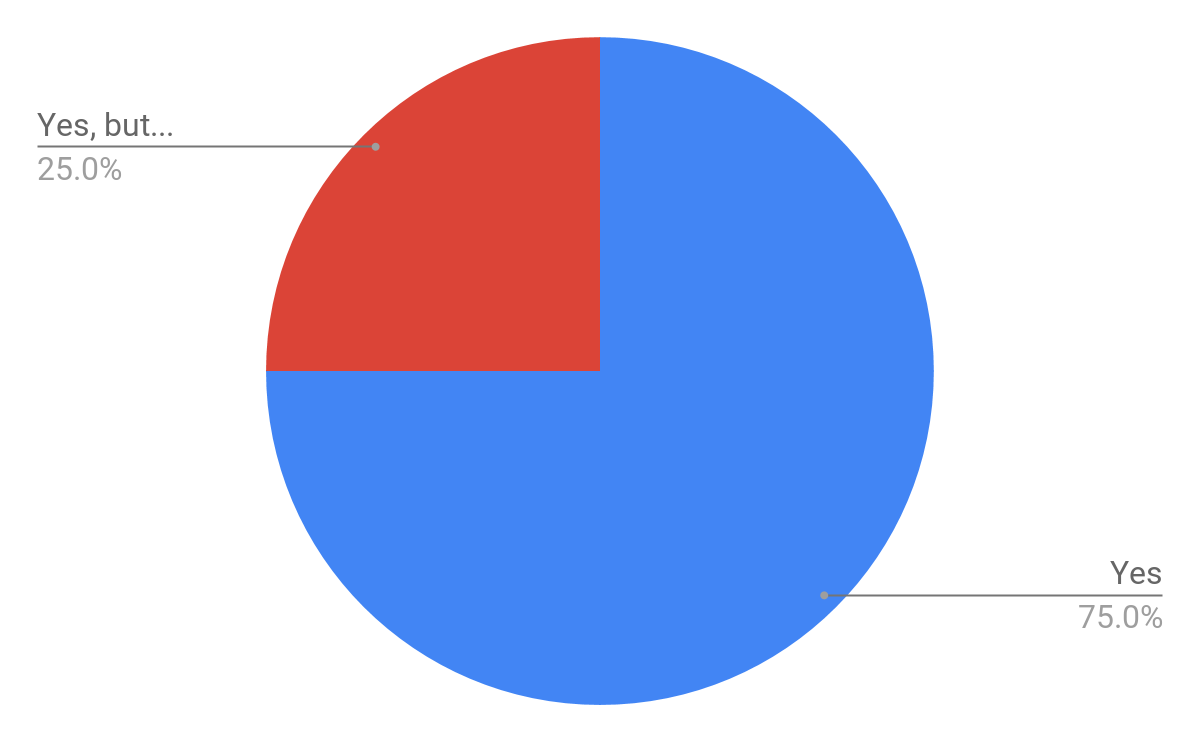 Yes, but...
25.0%
Yes
75.0%